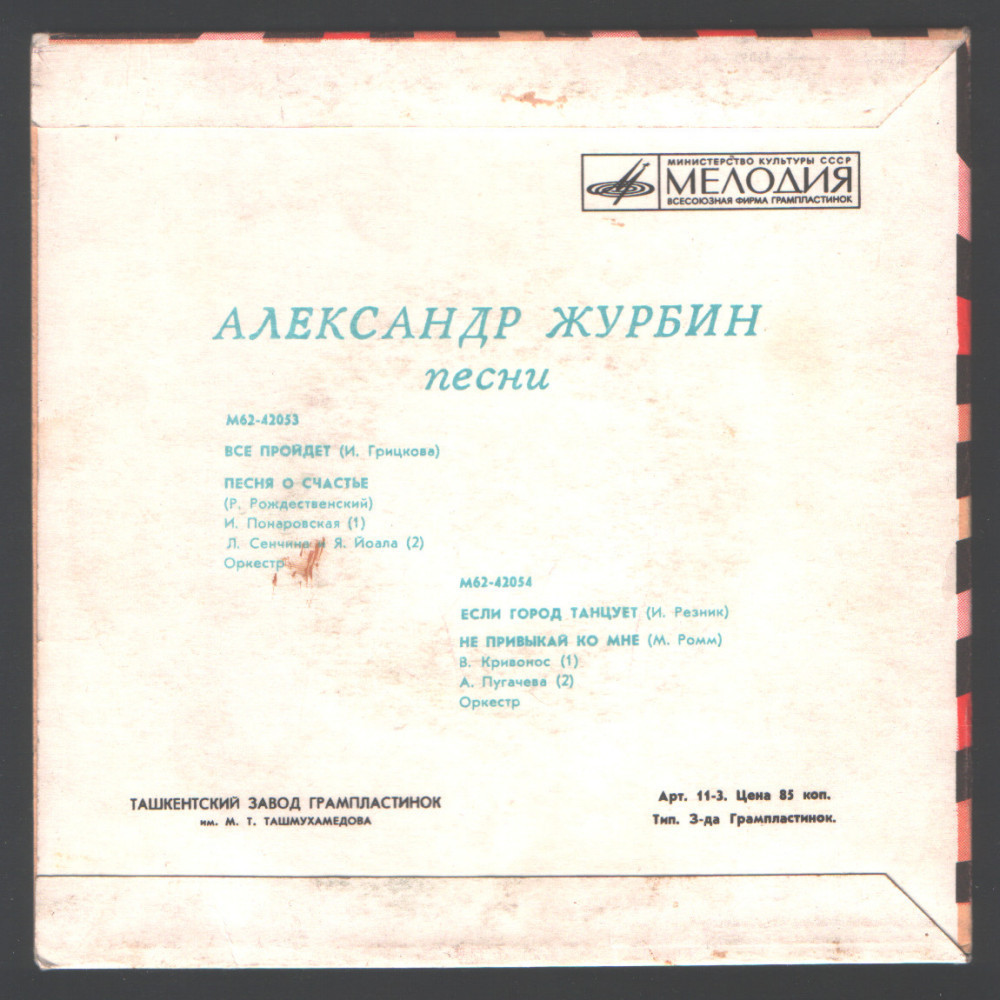 МИНИСТЕРСТВО КУЛЬТУРЫ СССР
МЕЛОДИЯ
ВСЕСОЮЗНАЯ ФИРМА ГРАМПЛАСТИНОК
АЛЕКСАНДР ЖУРБИН
песни
М62-42053
ВСЕ ПРОЙДЕТ (И. Грицкова)
ПЕСНЯ О СЧАСТЬЕ
(Р. Рождественский)
И. Понаровская (1)
Л. Сенчина и Я. Йоала (2)
Оркестр
М62-42054
ЕСЛИ ГОРОД ТАНЦУЕТ (И. Резник)
НЕ ПРИВЫКАЙ КО МНЕ (М. Ромм)
В. Кривонос (1)
А. Пугачева (2)
Оркестр
ТАШКЕНТСКИЙ ЗАВОД ГРАМПЛАСТИНОК
им. М. Т. ТАШМУХАМЕДОВА
Арт. 11-3. Цена 85 коп.
Тип. З-да Грампластинок.